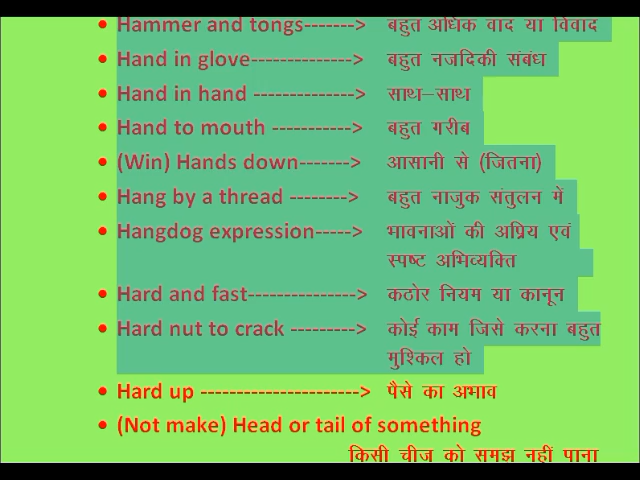 • Hammer and tongs-------> बहुत अधिक वाद या विवाद
• Hand in glove--------------> बहुत नजदिकी संबंध
• Hand in hand --------------> साथ–साथ
• Hand to mouth -----------> बहुत गरीब
• (Win) Hands down-------> आसानी से (जितना)
• Hang by a thread --------> बहुत नाजुक संतुलन में
• Hangdog expression-----> भावनाओं की अप्रिय एवं
स्पष्ट अभिव्यक्ति
• Hard and fast---------------> कठोर नियम या कानून
• Hard nut to crack ---------> कोई काम जिसे करना बहुत
मुश्किल हो
• Hard up ----------------------> पैसे का अभाव
• (Not make) Head or tail of something
किसी चीज को समझ नहीं पाना